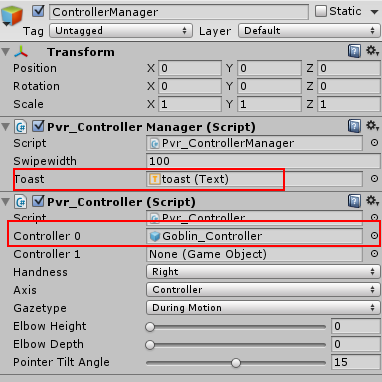 ControllerManager Static
Tag Untagged Layer Default
Transform
Position X 0 Y 0 Z 0
Rotation X 0 Y 0 Z 0
Scale X 1 Y 1 Z 1
Pvr_Controller Manager (Script)
Script Pvr_ControllerManager
Swipewidth 100
Toast toast (Text)
Pvr_Controller (Script)
Script Pvr_Controller
Controller 0 Goblin_Controller
Controller 1 None (Game Object)
Handness Right
Axis Controller
Gazetype During Motion
Elbow Height 0
Elbow Depth 0
Pointer Tilt Angle 15